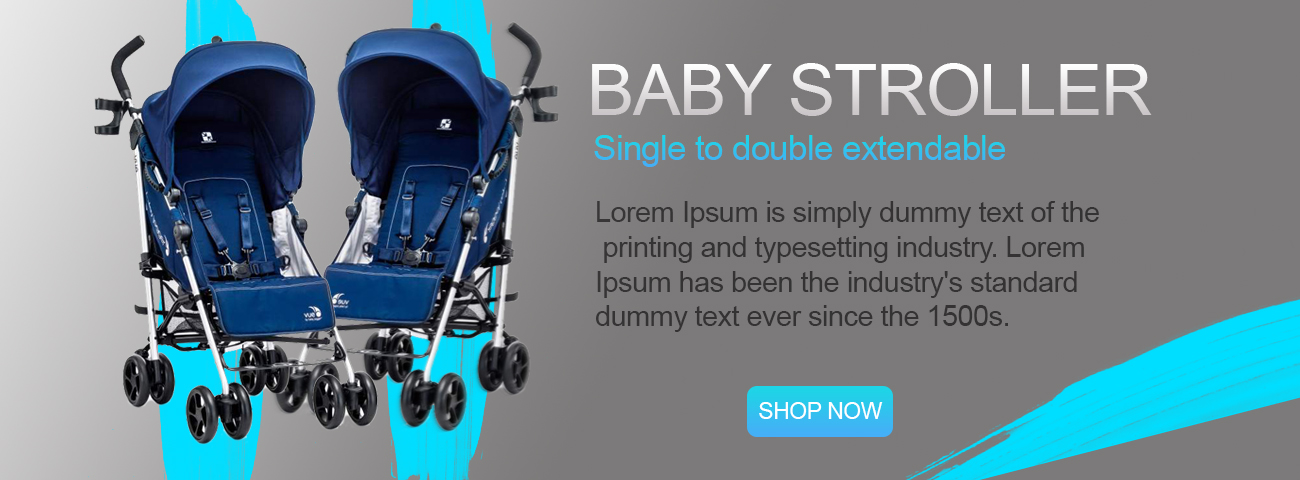 BABY STROLLER
Single to double extendable
Lorem Ipsum is simply dummy text of the
printing and typesetting industry. Lorem
Ipsum has been the industry's standard
dummy text ever since the 1500s.
SHOP NOW
vue